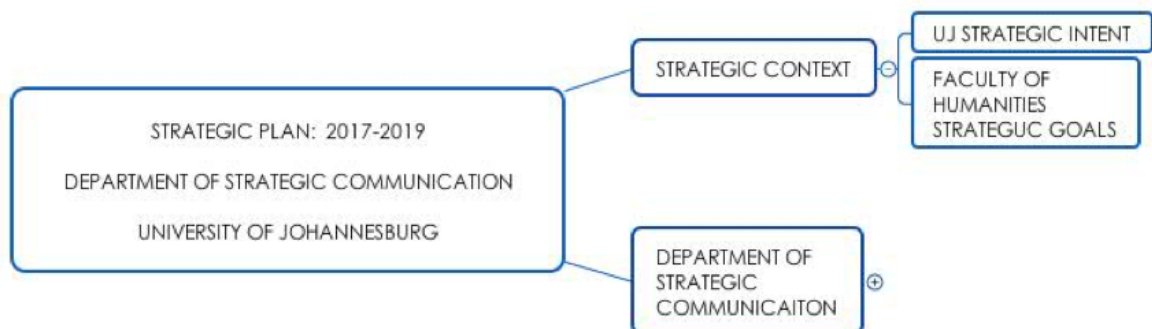 STRATEGIC PLAN: 2017-2019
DEPARTMENT OF STRATEGIC COMMUNICATION
UNIVERSITY OF JOHANNESBURG
STRATEGIC CONTEXT
UJ STRATEGIC INTENT
FACULTY OF
HUMANITIES
STRATEGUC GOALS
DEPARTMENT OF
STRATEGIC
COMMUNICAITON